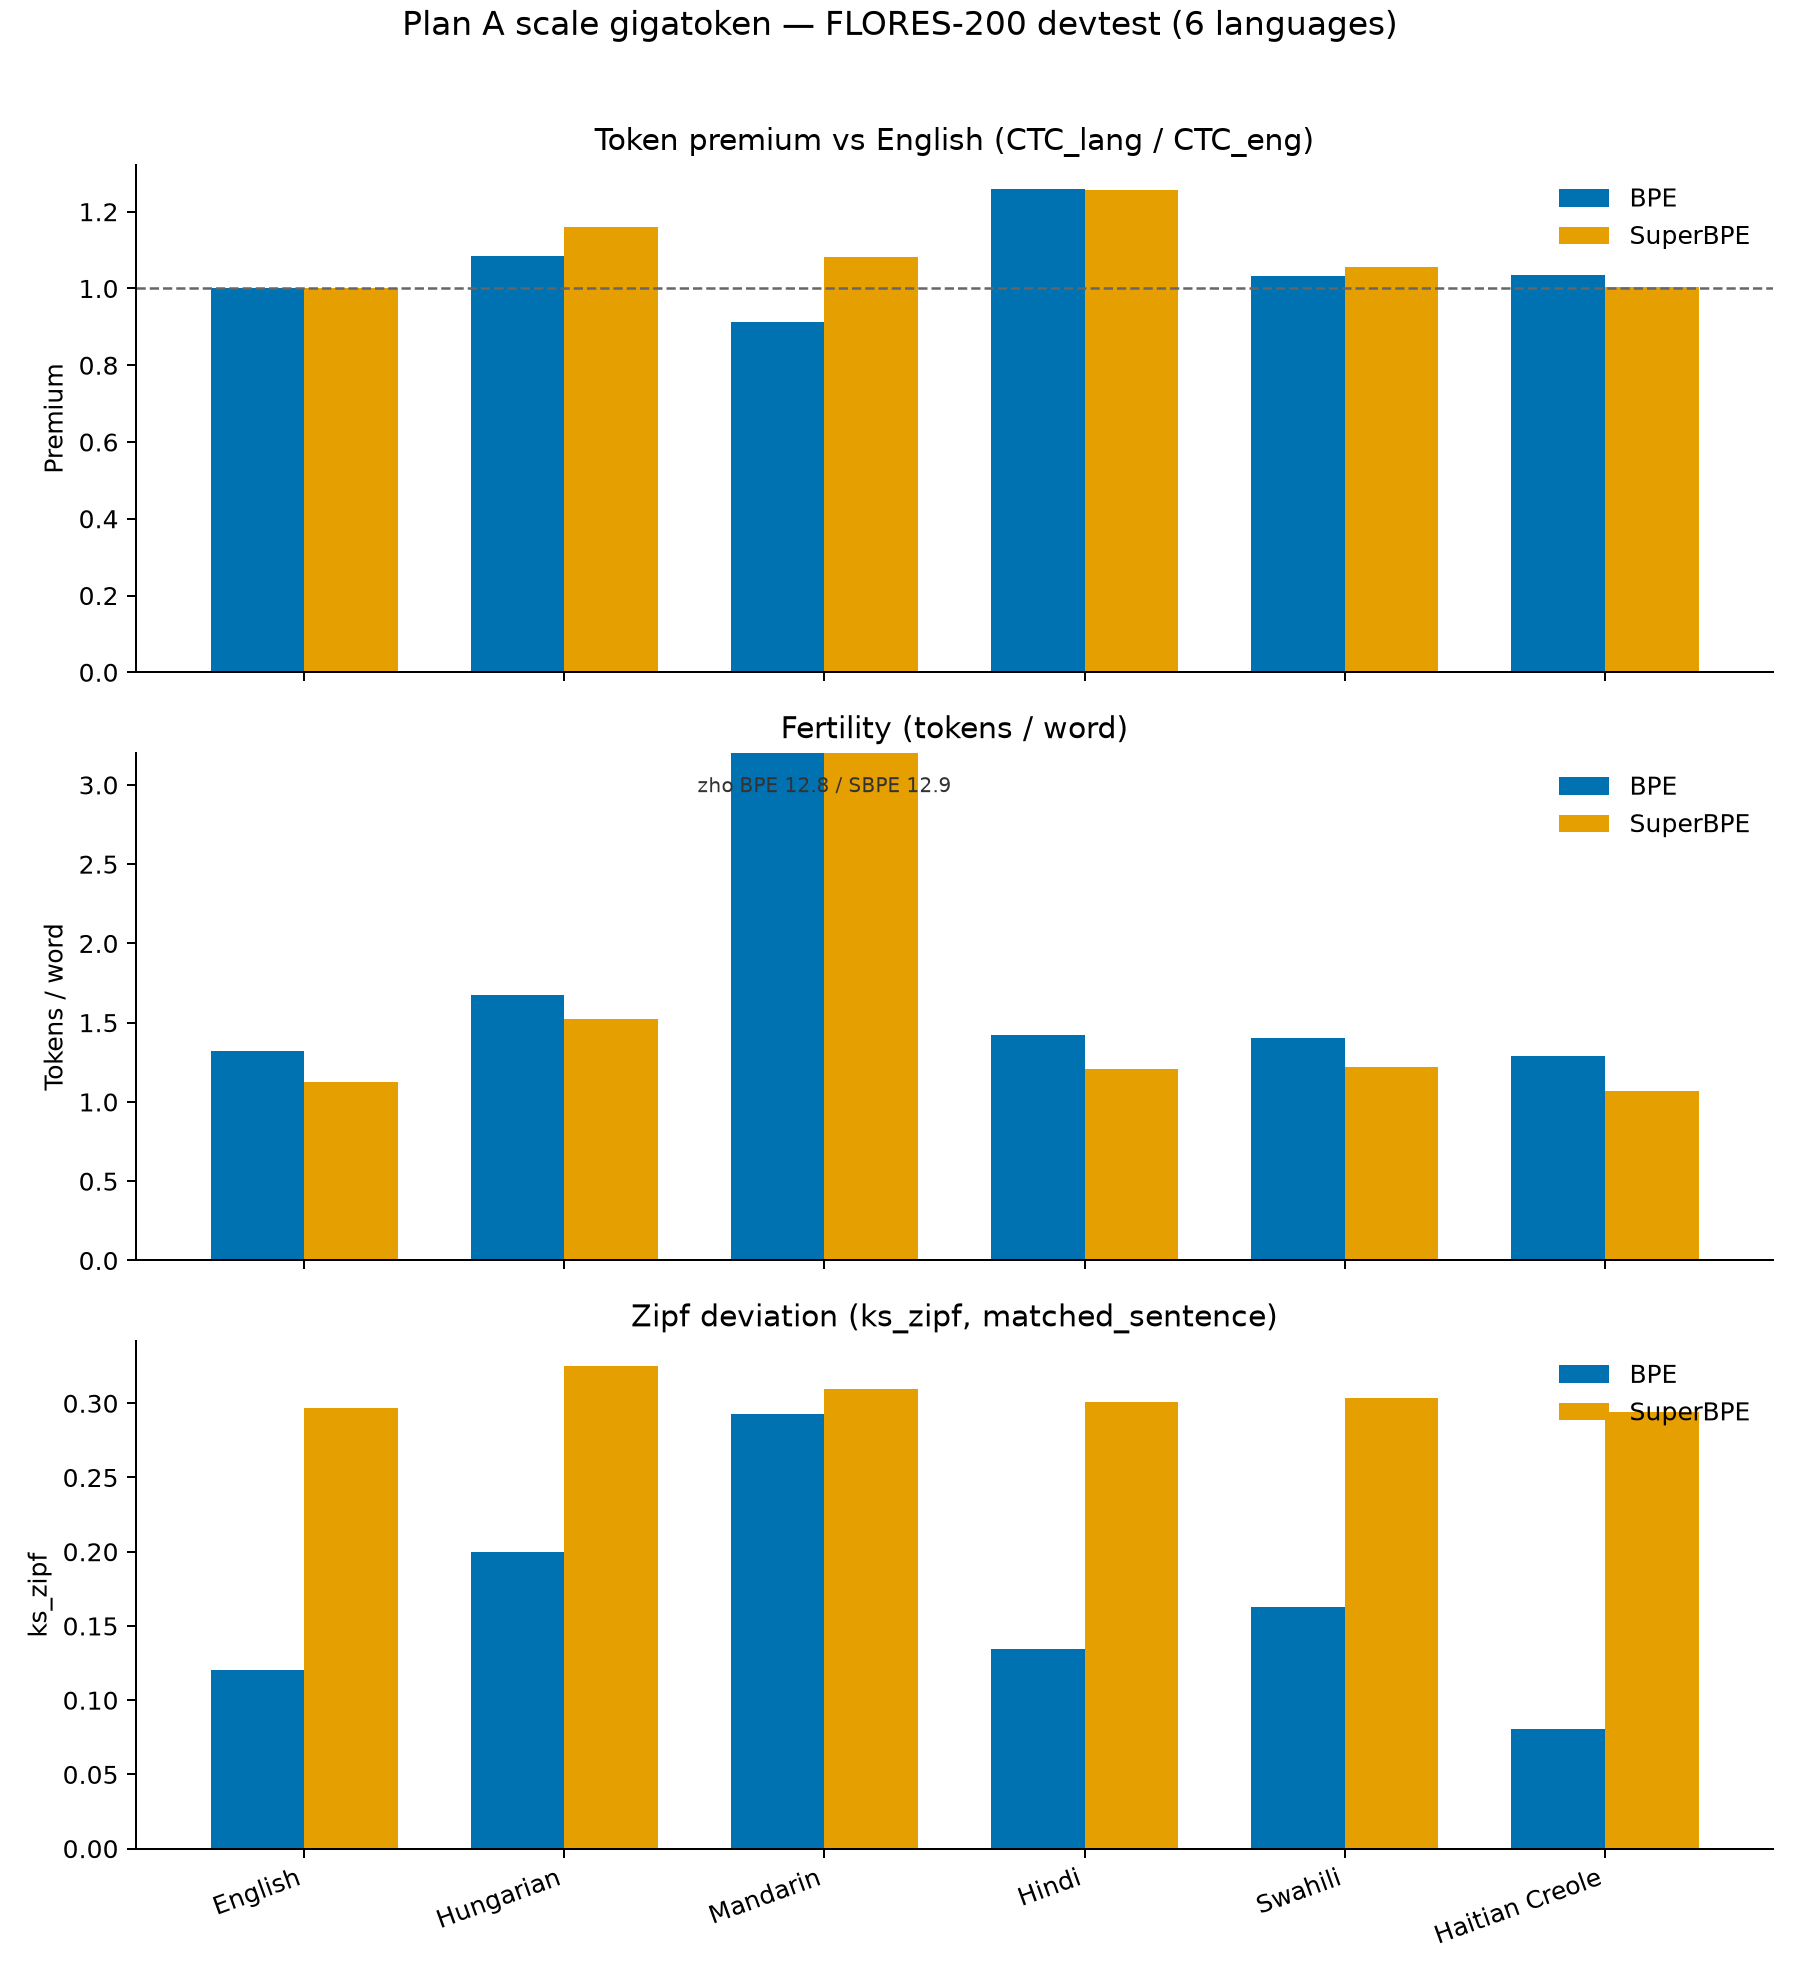 Plan A scale gigatoken — FLORES-200 devtest (6 languages)
Token premium vs English (CTC_lang / CTC_eng)
BPE
SuperBPE
Premium
1.2
1.0
0.8
0.6
0.4
0.2
0.0
Fertility (tokens / word)
zho BPE 12.8 / SBPE 12.9
BPE
SuperBPE
Tokens / word
3.0
2.5
2.0
1.5
1.0
0.5
0.0
Zipf deviation (ks_zipf, matched_sentence)
BPE
SuperBPE
ks_zipf
0.30
0.25
0.20
0.15
0.10
0.05
0.00
English
Hungarian
Mandarin
Hindi
Swahili
Haitian Creole